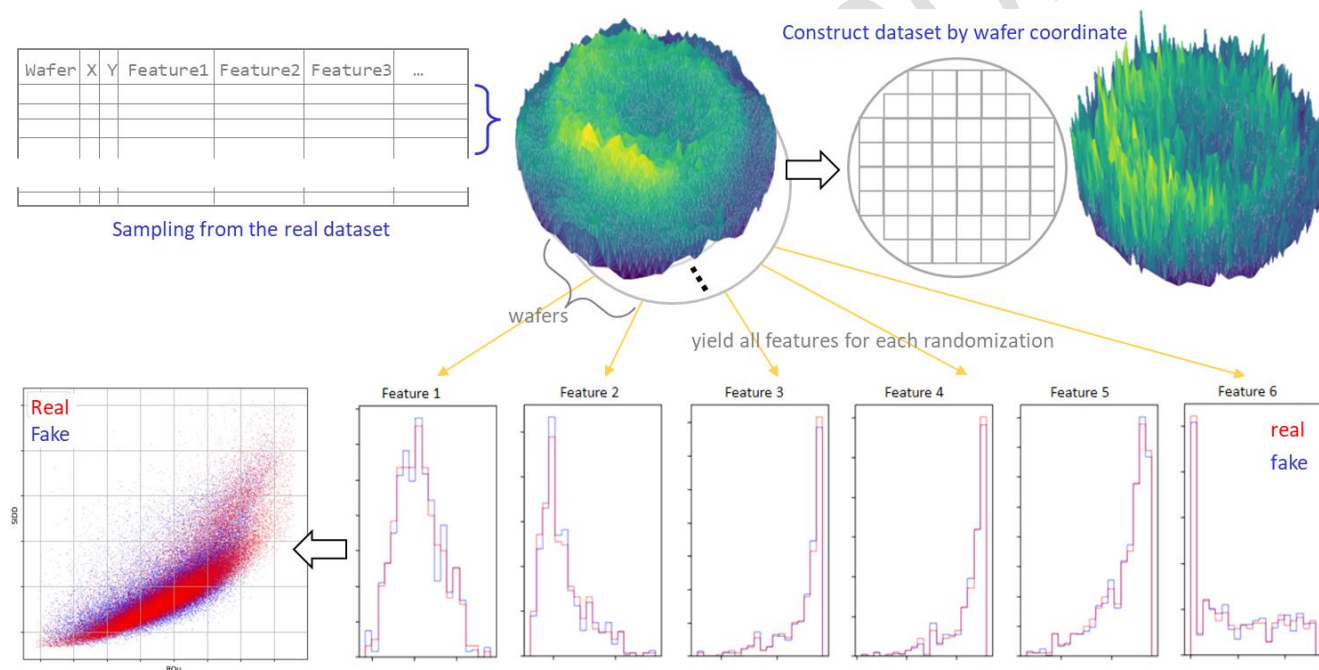 Construct dataset by wafer coordinate
Wafer X Y Feature1 Feature2 Feature3 ...
Sampling from the real dataset
wafers
yield all features for each randomization
Real
Fake
SIDD
Feature 1
Feature 2
Feature 3
Feature 4
Feature 5
Feature 6
real
fake